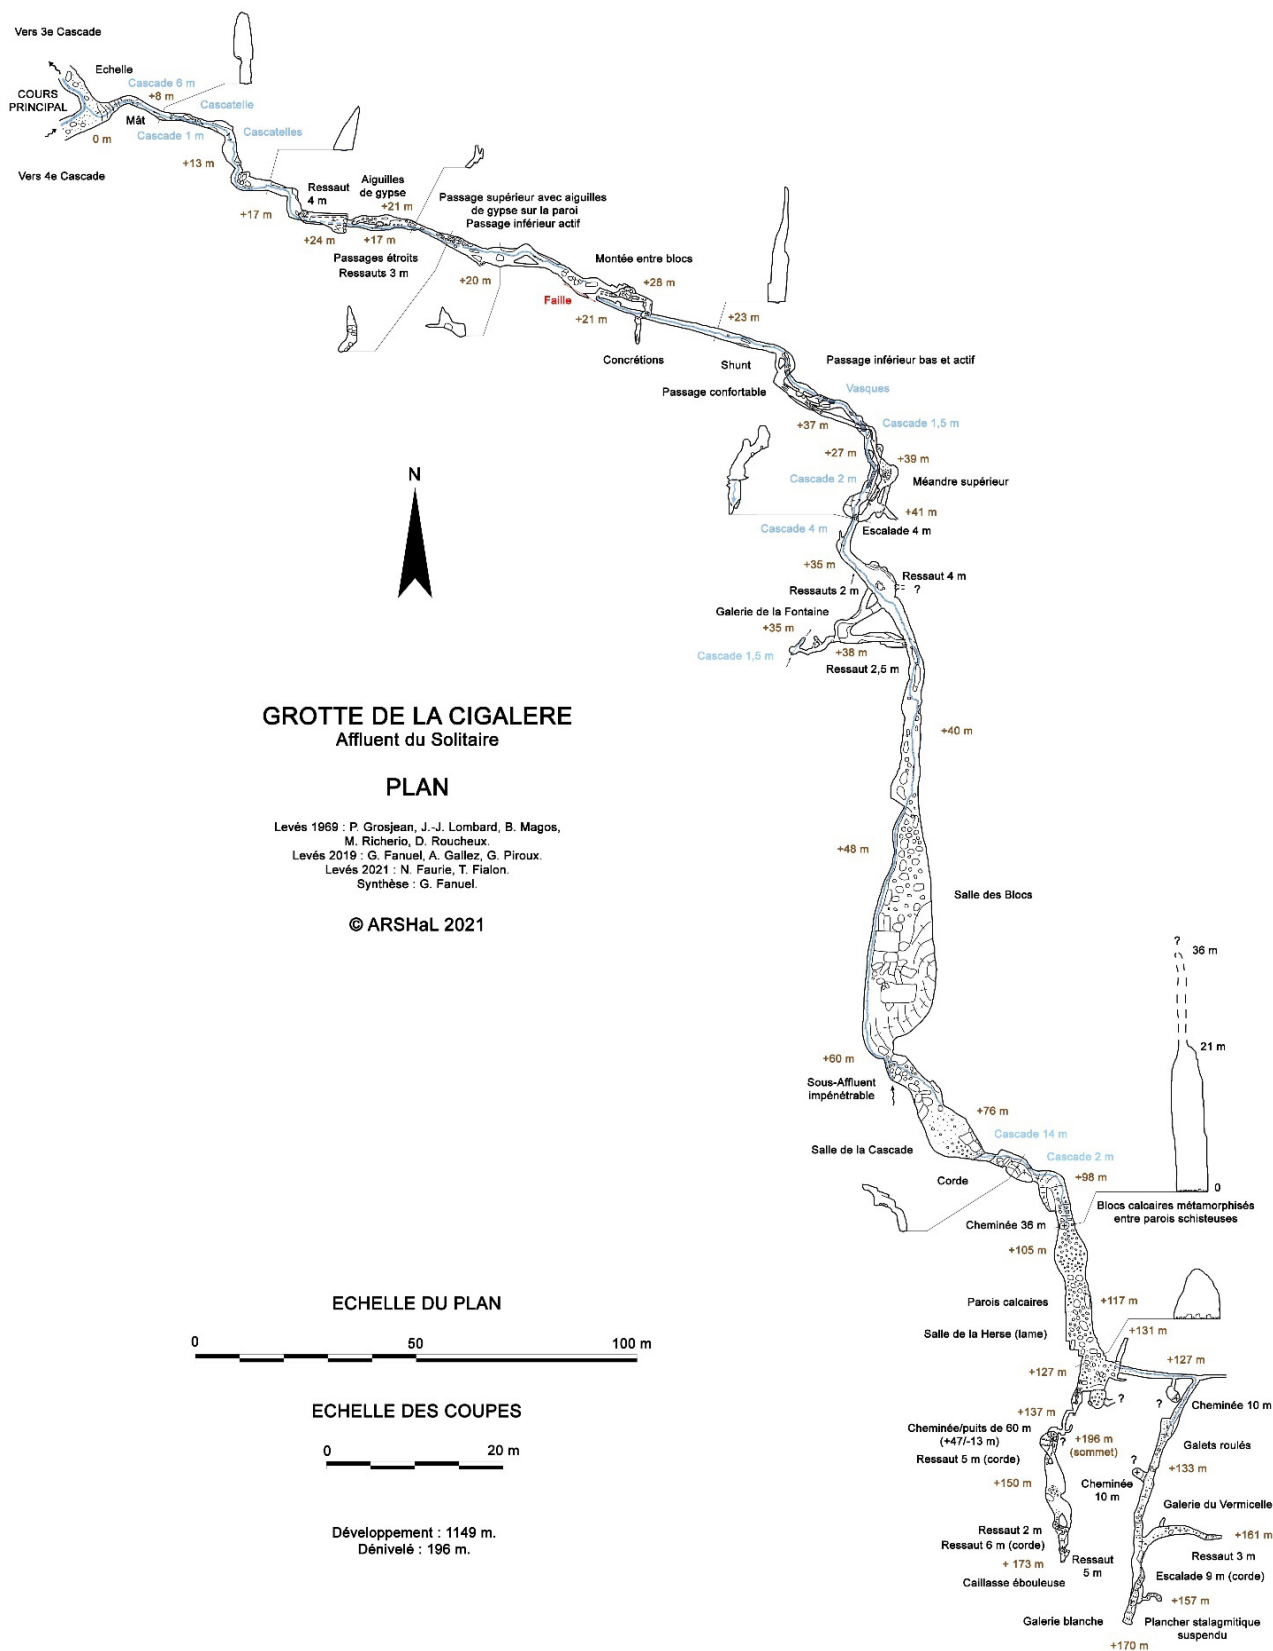 Vers 3e Cascade
Echelle
Cascade 6 m
+8 m
COURS
PRINCIPAL
Cascatelle
Mât
Cascade 1 m
Cascatelles
0 m
+13 m
Vers 4e Cascade
Ressaut
4 m
Aiguilles
de gypse
+21 m
Passage supérieur avec aiguilles
de gypse sur la paroi
Passage inférieur actif
+17 m
+24 m
+17 m
Passages étroits
Ressauts 3 m
+20 m
Montée entre blocs
+28 m
Faille
+21 m
+23 m
Concrétions
Shunt
Passage inférieur bas et actif
Passage confortable
Vasques
+37 m
Cascade 1,5 m
+27 m
+39 m
Cascade 2 m
Méandre supérieur
N
+41 m
Cascade 4 m
Escalade 4 m
+35 m
Ressaut 4 m
Ressauts 2 m
?
Galerie de la Fontaine
+35 m
Cascade 1,5 m
+38 m
Ressaut 2,5 m
GROTTE DE LA CIGALERE
Affluent du Solitaire
+40 m
PLAN
Levés 1969 : P. Grosjean, J.-J. Lombard, B. Magos,
M. Richerio, D. Roucheux.
Levés 2019 : G. Fanuel, A. Gallez, G. Piroux.
Levés 2021 : N. Faurie, T. Fialon.
Synthèse : G. Fanuel.
+48 m
Salle des Blocs
© ARSHaL 2021
?
36 m
21 m
+60 m
Sous-Affluent
impénétrable
+76 m
Cascade 14 m
Salle de la Cascade
Cascade 2 m
Corde
+98 m
0
Blocs calcaires métamorphisés
entre parois schisteuses
Cheminée 36 m
+105 m
ECHELLE DU PLAN
Parois calcaires
+117 m
Salle de la Herse (lame)
+131 m
0
50
100 m
+127 m
+127 m
?
?
Cheminée 10 m
ECHELLE DES COUPES
+137 m
Cheminée/puits de 60 m
(+47/-13 m)
?
+196 m
(sommet)
Galets roulés
0
20 m
Ressaut 5 m (corde)
?
+133 m
+150 m
Cheminée
10 m
Galerie du Vermicelle
Développement : 1149 m.
Dénivelé : 196 m.
Ressaut 2 m
Ressaut 6 m (corde)
+161 m
+ 173 m
Ressaut
5 m
Ressaut 3 m
Caillasse ébouleuse
Escalade 9 m (corde)
+157 m
Galerie blanche
Plancher stalagmitique
suspendu
+170 m